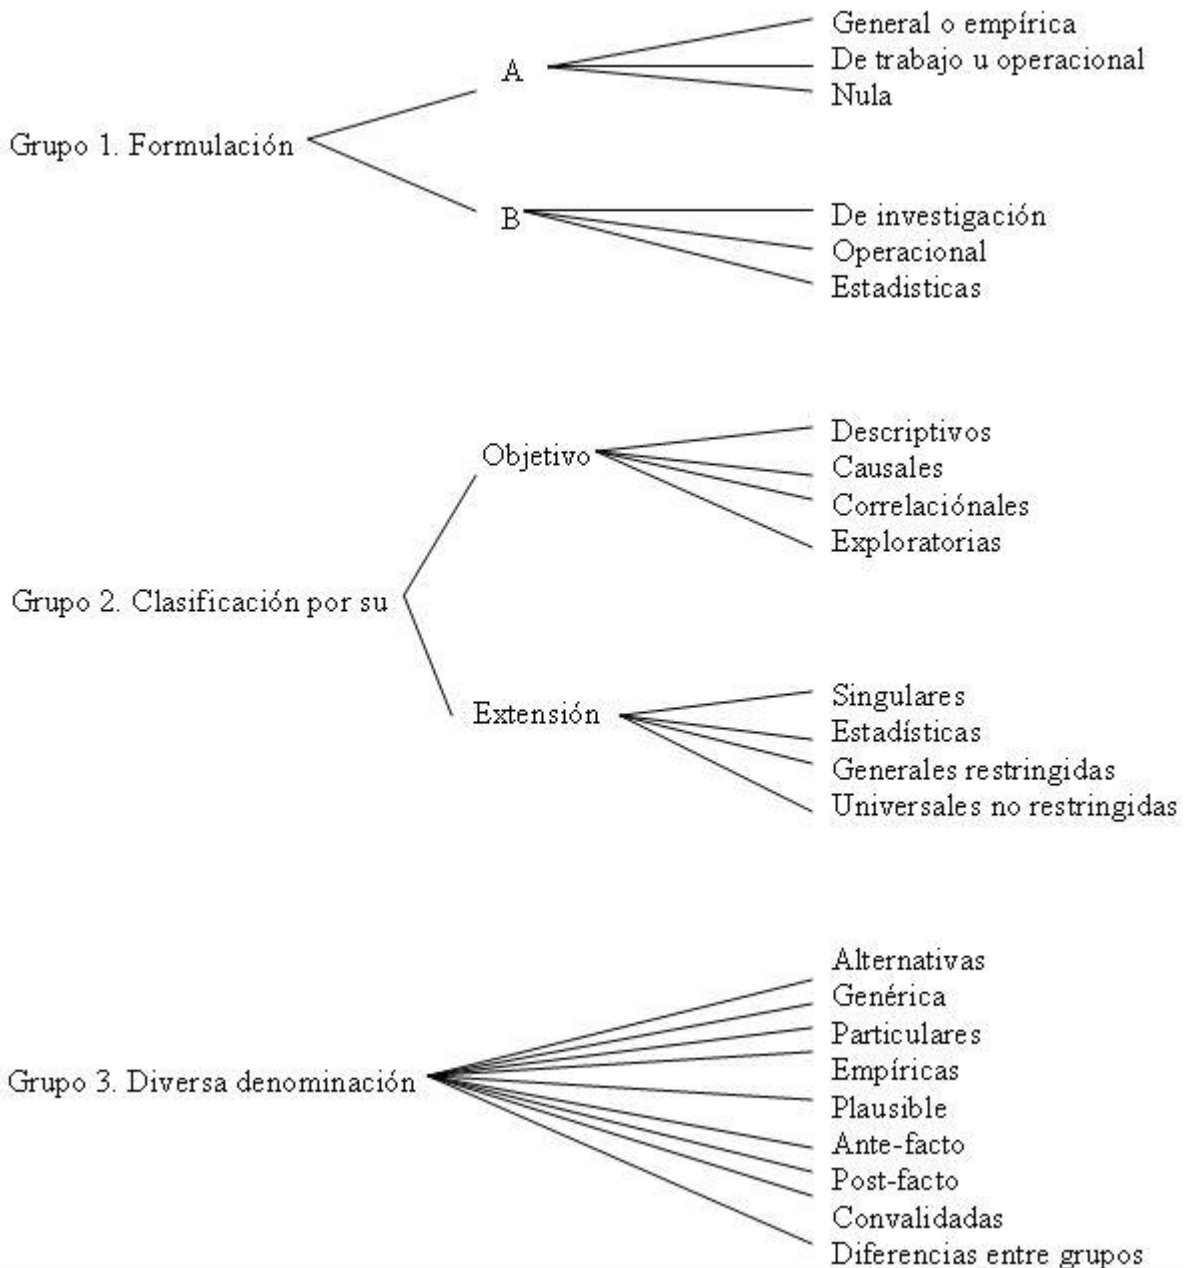 General o empírica
A
De trabajo u operacional
Nula
Grupo 1. Formulación
B
De investigación
Operacional
Estadisticas
Descriptivos
Objetivo
Causales
Correlaciónales
Exploratorias
Grupo 2. Clasificación por su
Extensión
Singulares
Estadísticas
Generales restringidas
Universales no restringidas
Alternativas
Genérica
Particulares
Empíricas
Grupo 3. Diversa denominación
Plausible
Ante-facto
Post-facto
Convalidadas
Diferencias entre grupos